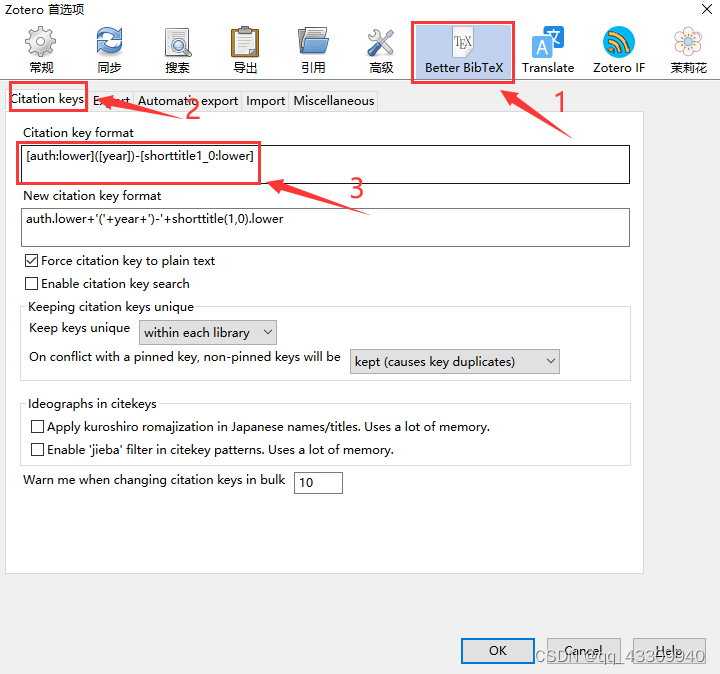 Zotero 首选项
常规 同步 搜索 导出 引用 高级 Better BibTeX Translate Zotero IF 茉莉花
TEX
Citation keys Export Automatic export Import Miscellaneous
1
2
Citation key format
[auth:lower]([year])-[shorttitle1_0:lower]
3
New citation key format
auth.lower+'('+year+')-'+shorttitle(1,0).lower
Force citation key to plain text
Enable citation key search
Keeping citation keys unique
Keep keys unique within each library
On conflict with a pinned key, non-pinned keys will be kept (causes key duplicates)
Ideographs in citekeys
Apply kuroshiro romajization in Japanese names/titles. Uses a lot of memory.
Enable 'jieba' filter in citekey patterns. Uses a lot of memory.
Warn me when changing citation keys in bulk 10
OK Cancel Help
CSDN @qq_43309940